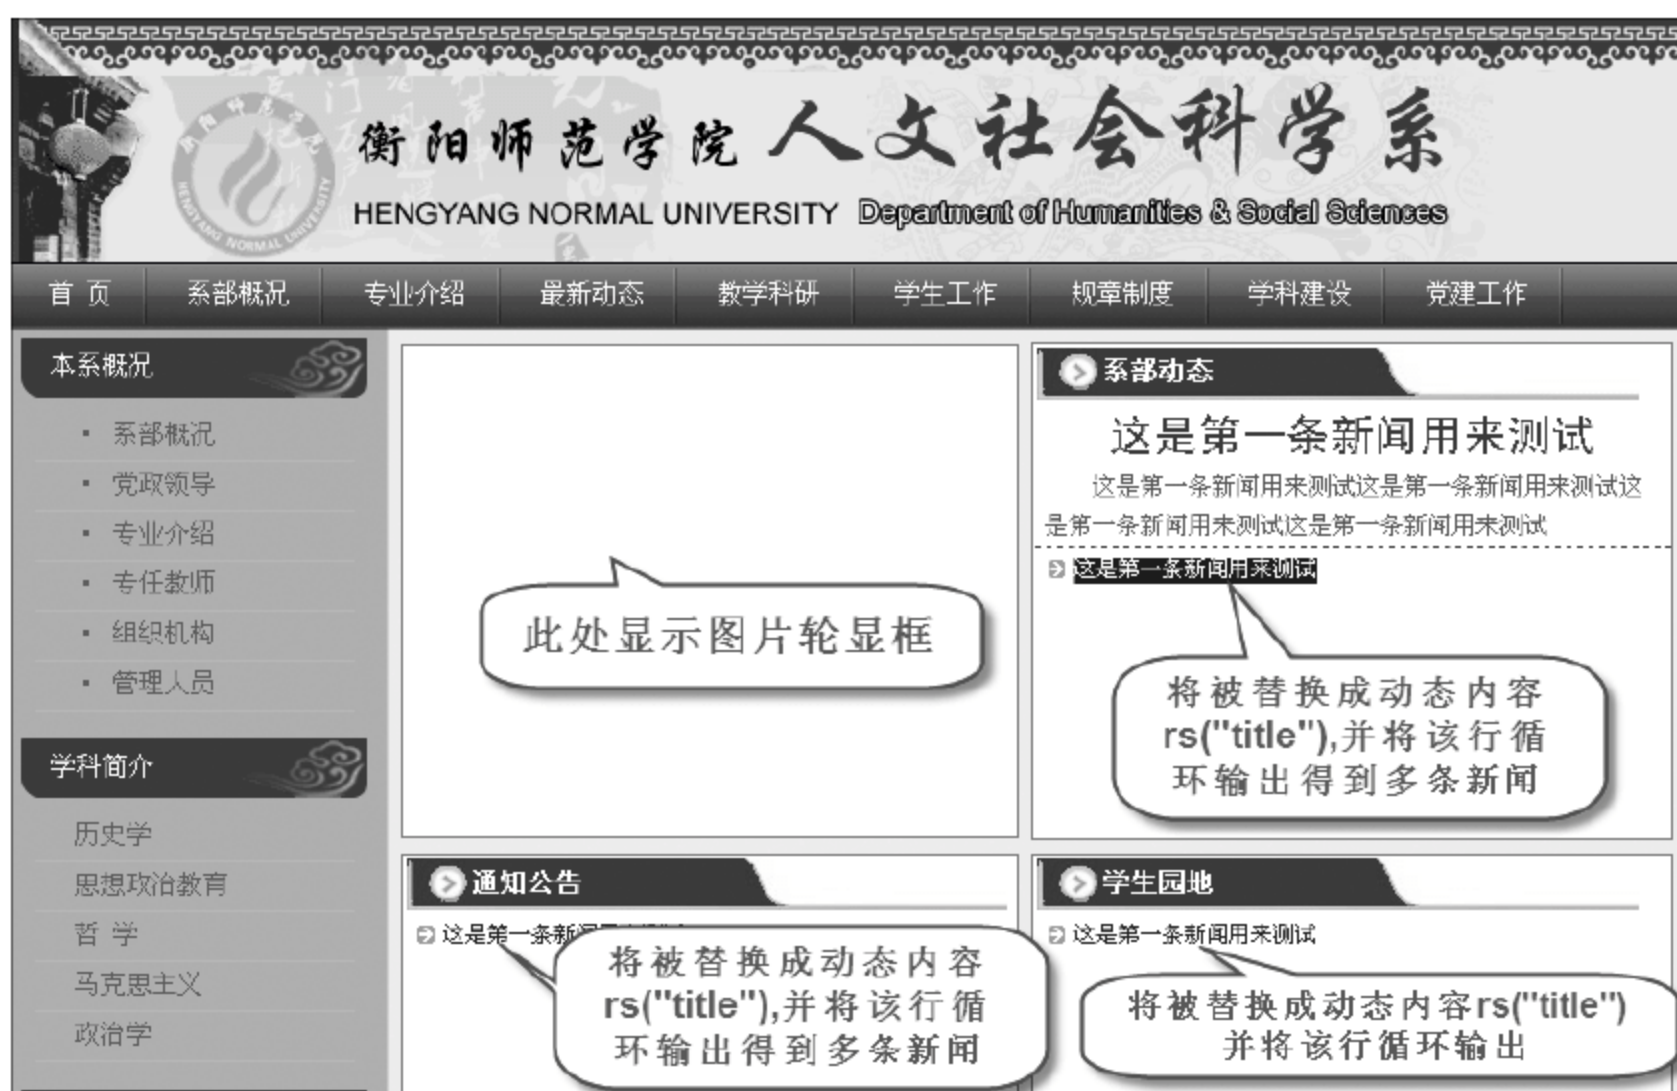 衡阳师范学院 人文社会科学系
HENGYANG NORMAL UNIVERSITY Department of Humanities & Social Sciences
首 页 系部概况 专业介绍 最新动态 教学科研 学生工作 规章制度 学科建设 党建工作
本系概况
系部概况
党政领导
专业介绍
专任教师
组织机构
管理人员
学科简介
历史学
思想政治教育
哲 学
马克思主义
政治学
此处显示图片轮显框
系部动态
这是第一条新闻用来测试
这是第一条新闻用来测试这是第一条新闻用来测试这
是第一条新闻用来测试这是第一条新闻用来测试
这是第一条新闻用来测试
将被替换成动态内容
rs("title"),并将该行循
环输出得到多条新闻
通知公告
这是第一条新
将被替换成动态内容
rs("title"),并将该行循
环输出得到多条新闻
学生园地
这是第一条新闻用来测试
将被替换成动态内容rs("title")
并将该行循环输出